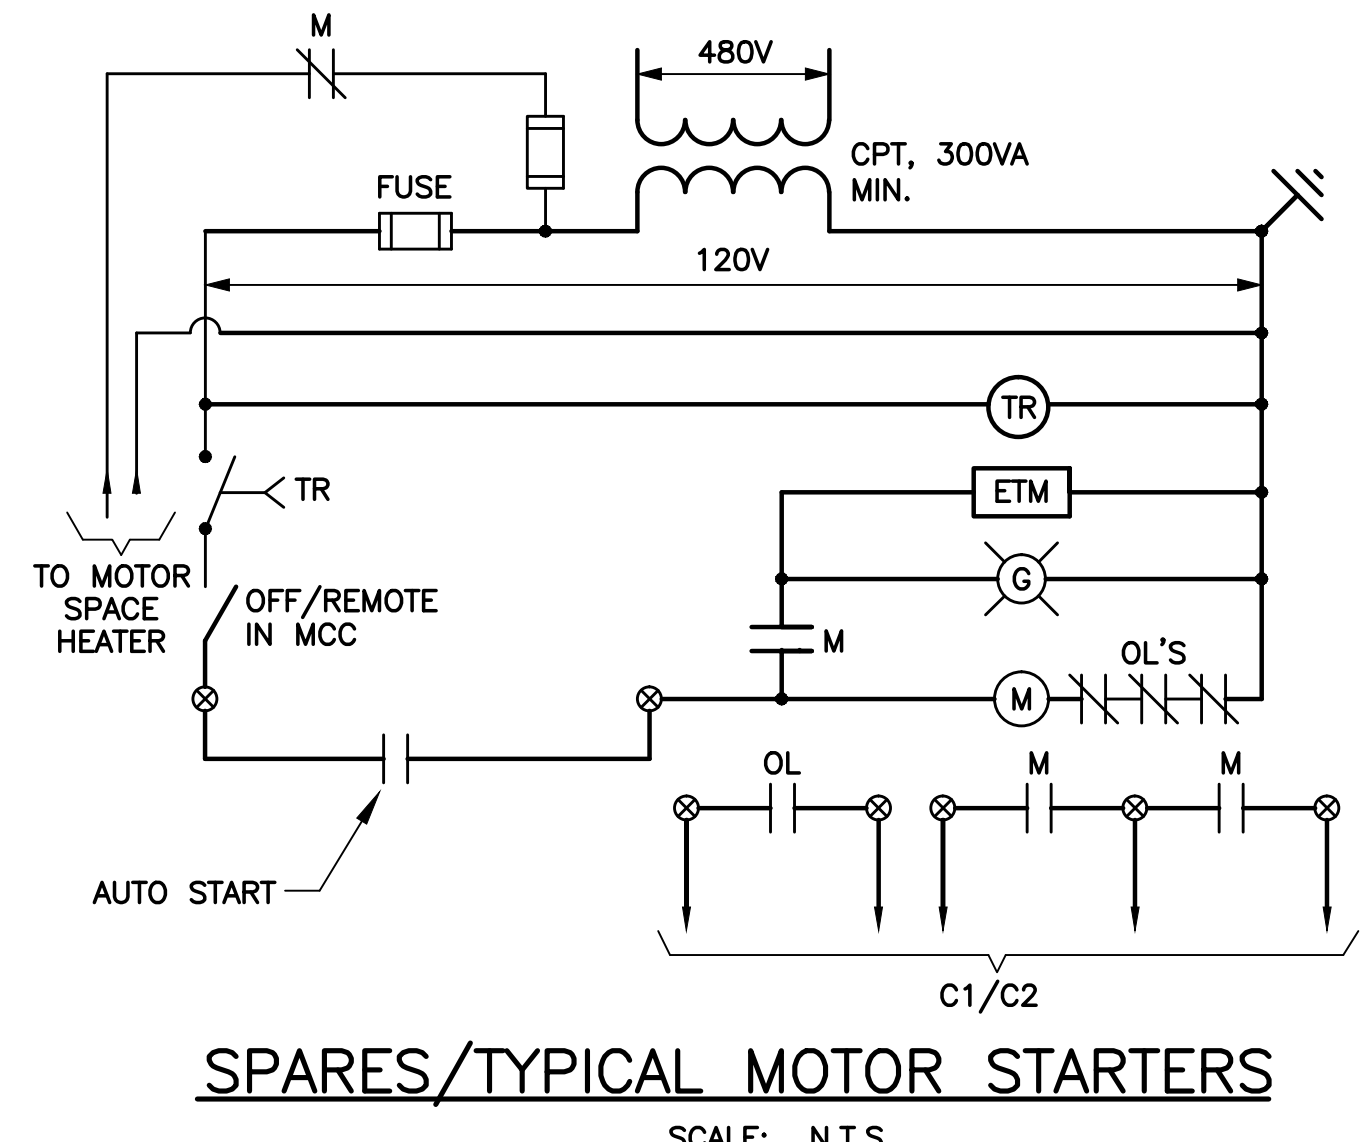 M
480V
CPT, 300VA
MIN.
FUSE
120V
TR
TR
ETM
TO MOTOR
SPACE
HEATER
G
OFF/REMOTE
IN MCC
M
OL'S
M
OL
M
M
AUTO START
C1/C2
SPARES/TYPICAL MOTOR STARTERS
SCALE: N.T.S.